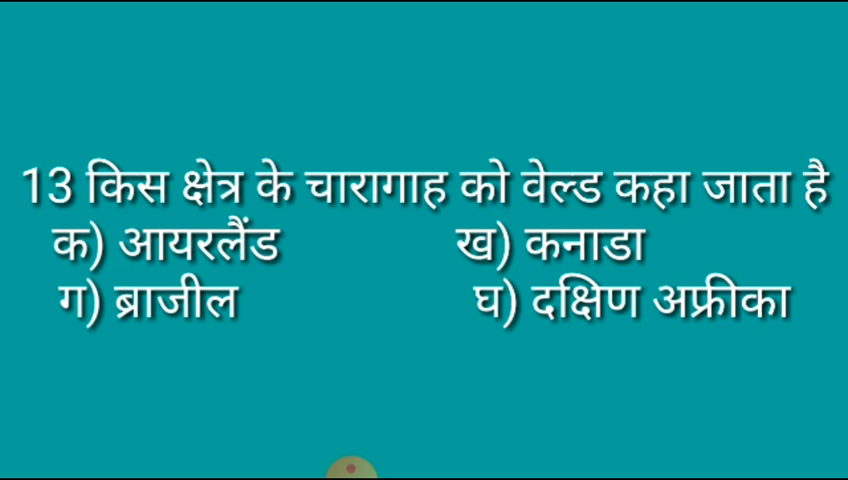 13 किस क्षेत्र के चारागाह को वेल्ड कहा जाता है
क) आयरलैंड ख) कनाडा
ग) ब्राजील घ) दक्षिण अफ्रीका